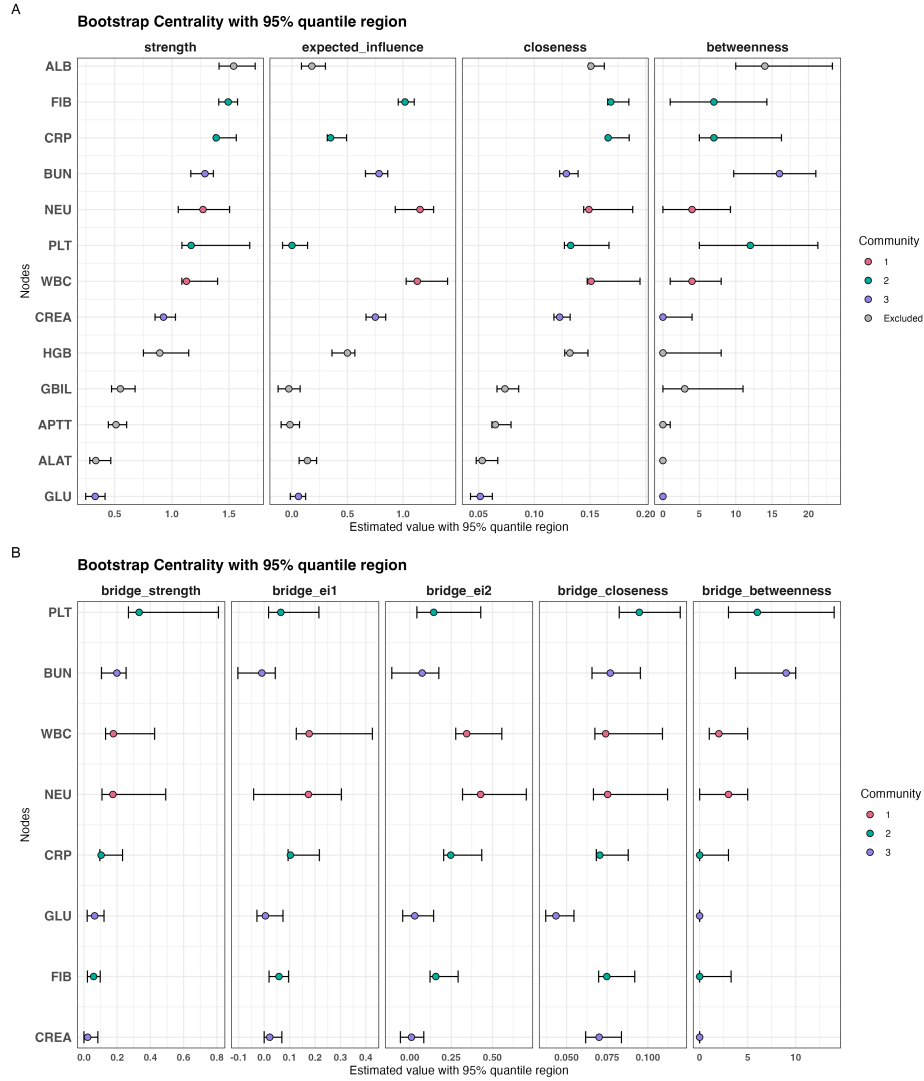 A
Bootstrap Centrality with 95% quantile region
strength expected_influence closeness betweenness
ALB
FIB
CRP
BUN
NEU
PLT
WBC
CREA
HGB
GBIL
APTT
ALAT
GLU
Nodes
0.5 1.0 1.5 0.0 0.5 1.0 0.05 0.10 0.15 0.20 0 5 10 15 20
Estimated value with 95% quantile region
Community
1
2
3
Excluded
B
Bootstrap Centrality with 95% quantile region
bridge_strength bridge_ei1 bridge_ei2 bridge_closeness bridge_betweenness
PLT
BUN
WBC
NEU
CRP
GLU
FIB
CREA
Nodes
0.0 0.2 0.4 0.6 0.8 -0.1 0.0 0.1 0.2 0.3 0.4 0.00 0.25 0.50 0.050 0.075 0.100 0 5 10
Estimated value with 95% quantile region
Community
1
2
3